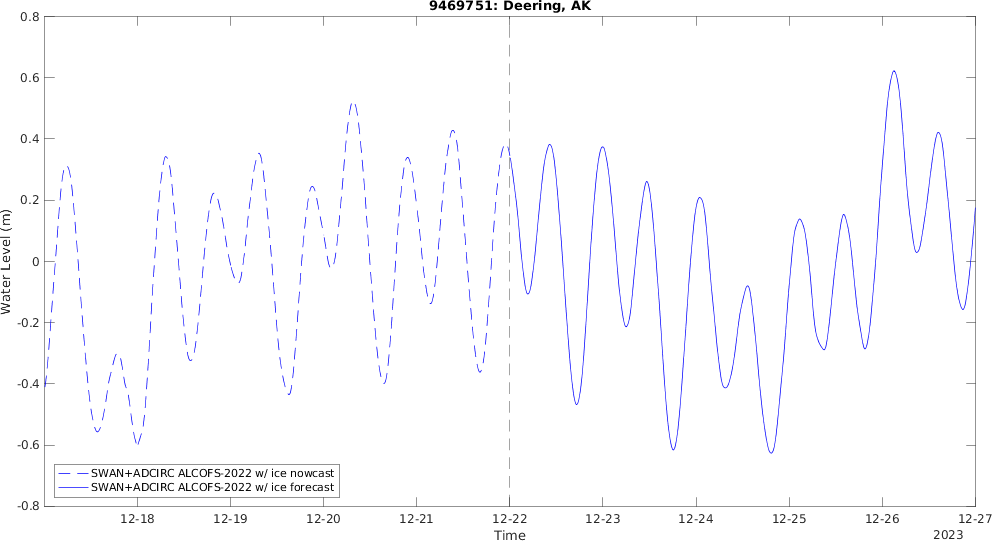 9469751: Deering, AK
0.8
0.6
0.4
0.2
0
-0.2
-0.4
-0.6
-0.8
Water Level (m)
SWAN+ADCIRC ALCOFS-2022 w/ ice nowcast
SWAN+ADCIRC ALCOFS-2022 w/ ice forecast
12-18 12-19 12-20 12-21 12-22 12-23 12-24 12-25 12-26 12-27
Time
2023